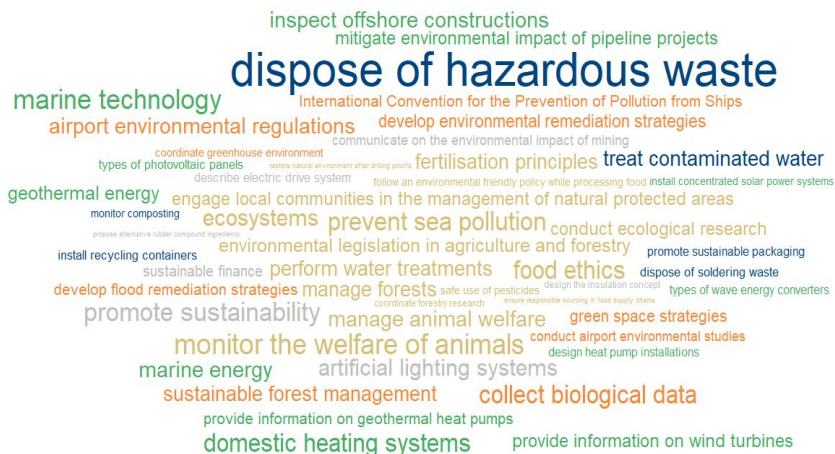 inspect offshore constructions
mitigate environmental impact of pipeline projects
dispose of hazardous waste
marine technology
International Convention for the Prevention of Pollution from Ships
airport environmental regulations
develop environmental remediation strategies
communicate on the environmental impact of mining
coordinate greenhouse environment
types of photovoltaic panels
restore natural environment after drilling proofs
fertilisation principles
treat contaminated water
describe electric drive system
follow an environmental friendly policy while processing food
install concentrated solar power systems
geothermal energy
engage local communities in the management of natural protected areas
monitor composting
ecosystems
prevent sea pollution
conduct ecological research
propose alternative rubber compound ingredients
environmental legislation in agriculture and forestry
promote sustainable packaging
install recycling containers
sustainable finance
perform water treatments
food ethics
dispose of soldering waste
develop flood remediation strategies
manage forests
safe use of pesticides
design the insulation concept
types of wave energy converters
coordinate forestry research
ensure responsible sourcing in food supply chains
promote sustainability
manage animal welfare
green space strategies
monitor the welfare of animals
conduct airport environmental studies
design heat pump installations
marine energy
artificial lighting systems
sustainable forest management
collect biological data
provide information on geothermal heat pumps
domestic heating systems
provide information on wind turbines